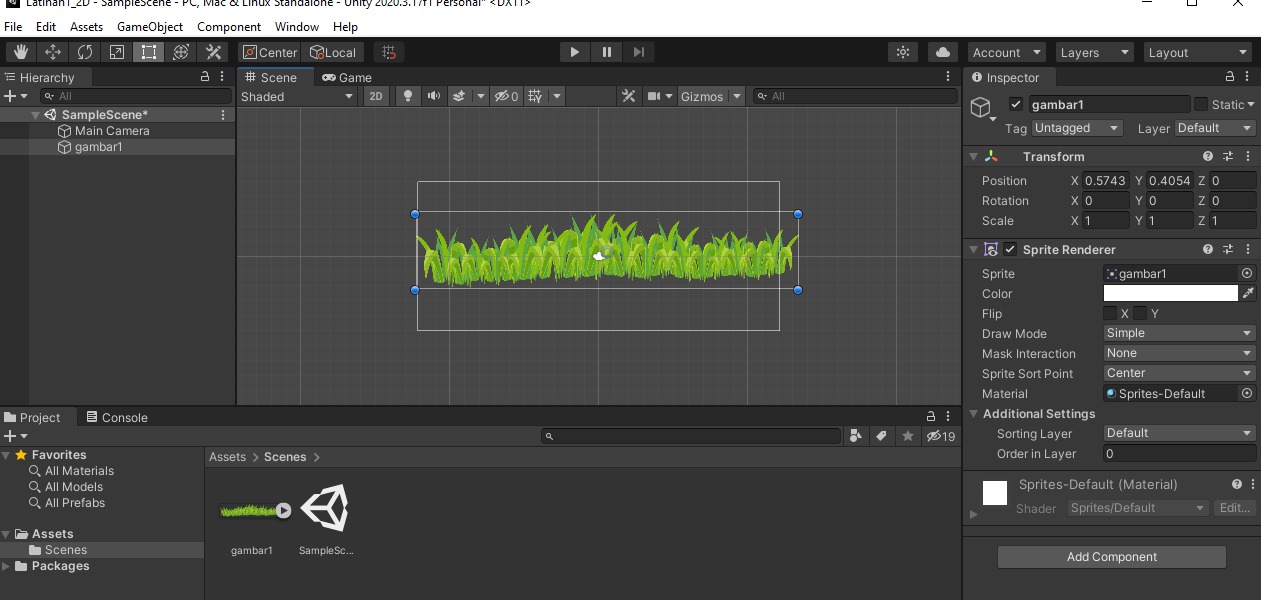 Latihan1_2D - SampleScene - PC, Mac & Linux Standalone - Unity 2020.3.17f1 Personal* <DX11>
File Edit Assets GameObject Component Window Help
Center Local Account Layers Layout
Hierarchy Scene Game Inspector
All Shaded 2D 0 Gizmos All gambar1 Static
SampleScene* Tag Untagged Layer Default
Main Camera
gambar1 Transform
Position X 0.5743 Y 0.4054 Z 0
Rotation X 0 Y 0 Z 0
Scale X 1 Y 1 Z 1
Sprite Renderer
Sprite gambar1
Color
Flip X Y
Draw Mode Simple
Mask Interaction None
Sprite Sort Point Center
Material Sprites-Default
Additional Settings
Sorting Layer Default
Order in Layer 0
Sprites-Default (Material)
Shader Sprites/Default Edit...
Add Component
Project Console
19
Favorites
All Materials
All Models
All Prefabs
Assets
Scenes
Packages
Assets > Scenes >
gambar1 SampleSc...